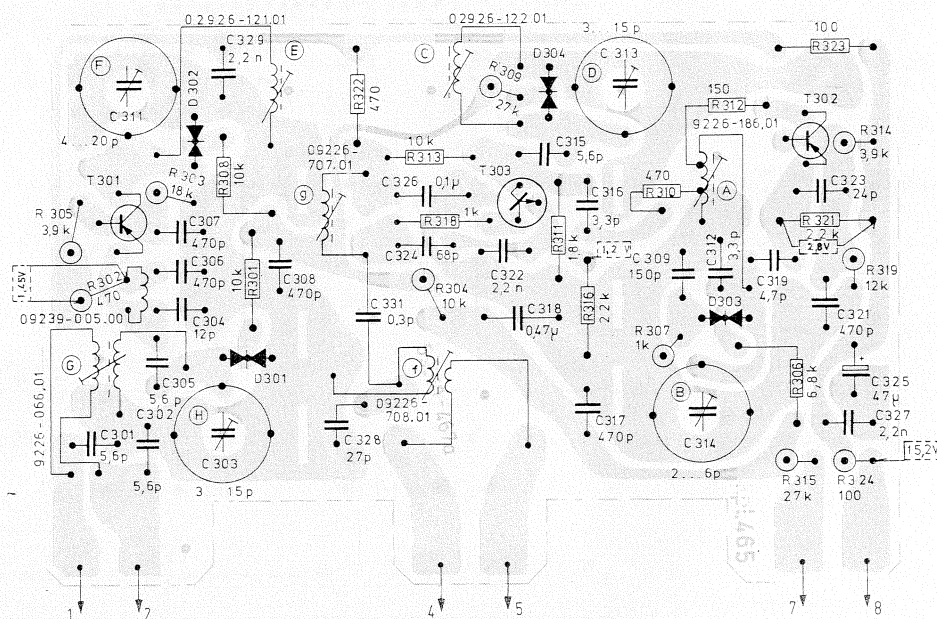 02926-121.01
02926-122.01
3...15p
100
C329
2,2n
E
C
D304
C313
R323
F
D302
R309
27k
D
150
R312
T302
C311
R322
470
9226-186,01
4...20p
09226-
707.01
10k
R313
C315
5,6p
R314
3,9k
R303
18k
R308
10k
T303
470
T301
g
C326
0,1µ
C316
R310
A
C323
24p
R305
3,9k
C307
470p
R318
1k
3,3p
R321
2,2k
R311
1,8k
1,2V
C312
3,3p
2,8V
C324
68p
C322
2,2n
C309
150p
R319
12k
1,45V
R302
470
C306
470p
R301
10k
C308
470p
R304
10k
R316
2,2k
C319
4,7p
09239-005.00
C304
12p
C331
0,3p
C318
0,47µ
D303
C321
470p
R307
1k
G
C305
5,6p
D301
f
R306
6,8k
C325
47µ
9226-066,01
C302
H
09226-
708.01
B
C301
5,6p
C303
C328
27p
C317
470p
C314
C327
2,2n
5,6p
3...15p
2...6p
15,2V
R315
27k
R324
100
465
1
2
4
5
7
8